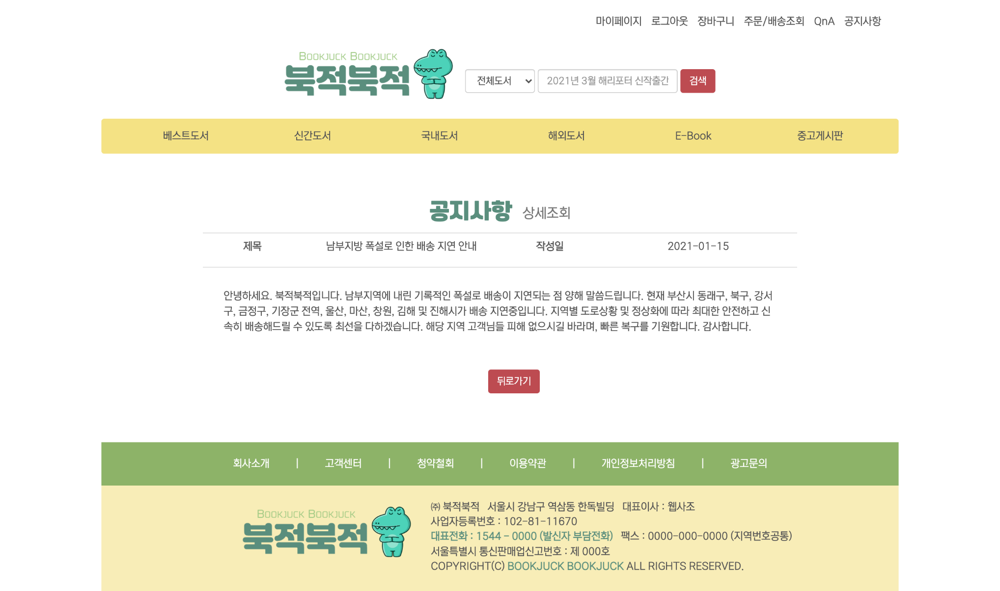 마이페이지 로그아웃 장바구니 주문/배송조회 QnA 공지사항
BOOKJUCK BOOKJUCK
북적북적
전체도서 2021년 3월 해리포터 신작출간 검색
베스트도서 신간도서 국내도서 해외도서 E-Book 중고게시판
공지사항 상세조회
제목 남부지방 폭설로 인한 배송 지연 안내 작성일 2021-01-15
안녕하세요. 북적북적입니다. 남부지역에 내린 기록적인 폭설로 배송이 지연되는 점 양해 말씀드립니다. 현재 부산시 동래구, 북구, 강서
구, 금정구, 기장군 전역, 울산, 마산, 창원, 김해 및 진해시가 배송 지연중입니다. 지역별 도로상황 및 정상화에 따라 최대한 안전하고 신
속히 배송해드릴 수 있도록 최선을 다하겠습니다. 해당 지역 고객님들 피해 없으시길 바라며, 빠른 복구를 기원합니다. 감사합니다.
뒤로가기
회사소개 | 고객센터 | 청약철회 | 이용약관 | 개인정보처리방침 | 광고문의
BOOKJUCK BOOKJUCK
북적북적
㈜ 북적북적 서울시 강남구 역삼동 한독빌딩 대표이사 : 웹사조
사업자등록번호 : 102-81-11670
대표전화 : 1544 - 0000 (발신자 부담전화) 팩스 : 0000-000-0000 (지역번호공통)
서울특별시 통신판매업신고번호 : 제 000호
COPYRIGHT(C) BOOKJUCK BOOKJUCK ALL RIGHTS RESERVED.